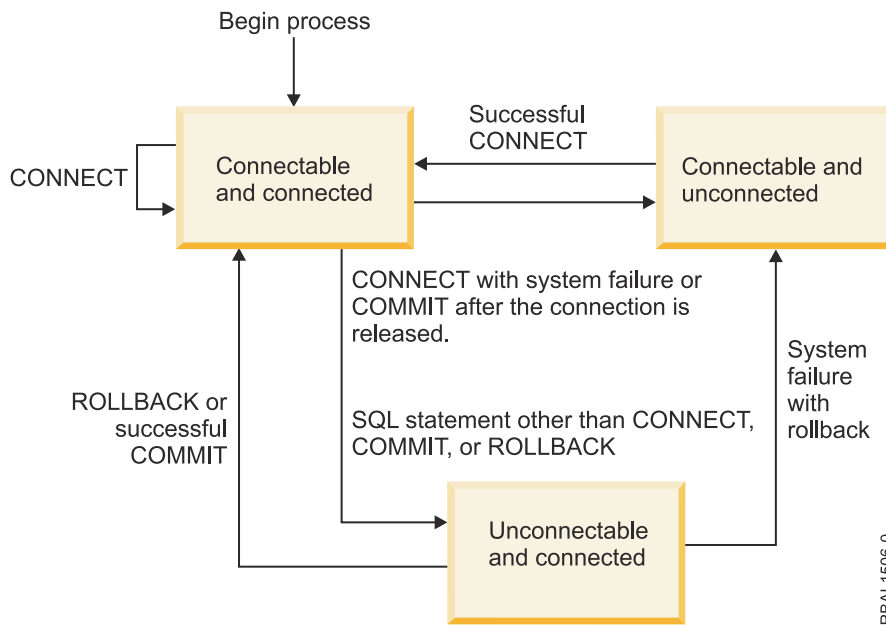 Begin process
Successful
CONNECT
CONNECT
Connectable
and connected
Connectable and
unconnected
CONNECT with system failure or
COMMIT after the connection is
released.
System
failure
with
rollback
ROLLBACK or
successful
COMMIT
SQL statement other than CONNECT,
COMMIT, or ROLLBACK
Unconnectable
and connected